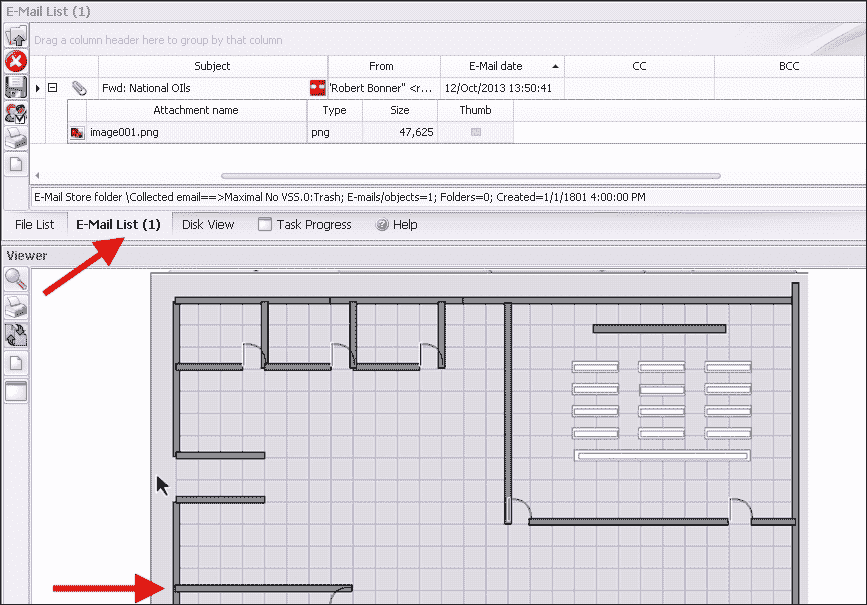 E-Mail List (1)
Drag a column header here to group by that column
Subject From E-Mail date CC BCC
Fwd: National OIls "Robert Bonner" <r... 12/Oct/2013 13:50:41
Attachment name Type Size Thumb
image001.png png 47,625
E-Mail Store folder \Collected email==>Maximal No VSS.0:Trash; E-mails/objects=1; Folders=0; Created=1/1/1801 4:00:00 PM
File List E-Mail List (1) Disk View Task Progress Help
Viewer